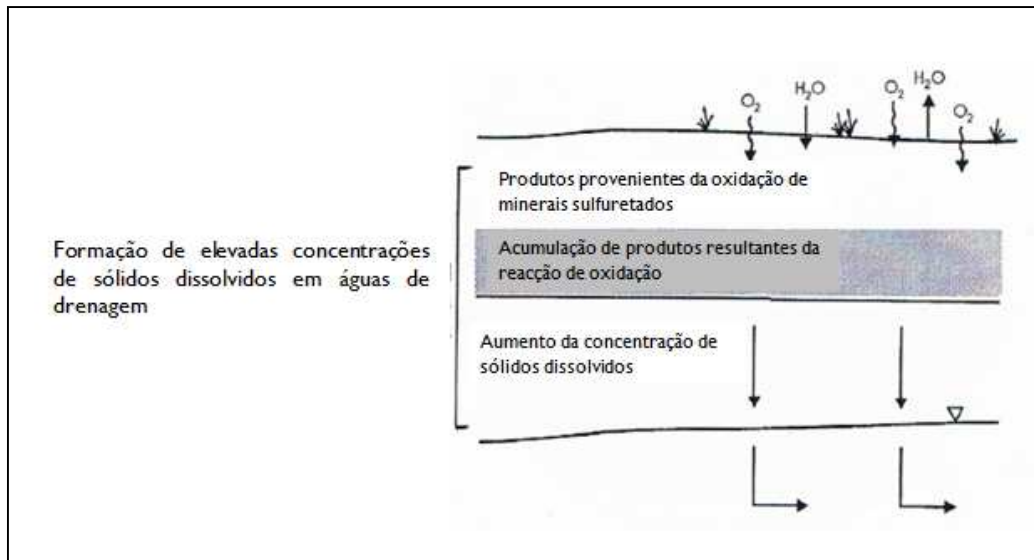 O₂
H₂O
O₂
H₂O
O₂
Produtos provenientes da oxidação de
minerais sulfuretados
Acumulação de produtos resultantes da
reacção de oxidação
Formação de elevadas concentrações
de sólidos dissolvidos em águas de
drenagem
Aumento da concentração de
sólidos dissolvidos